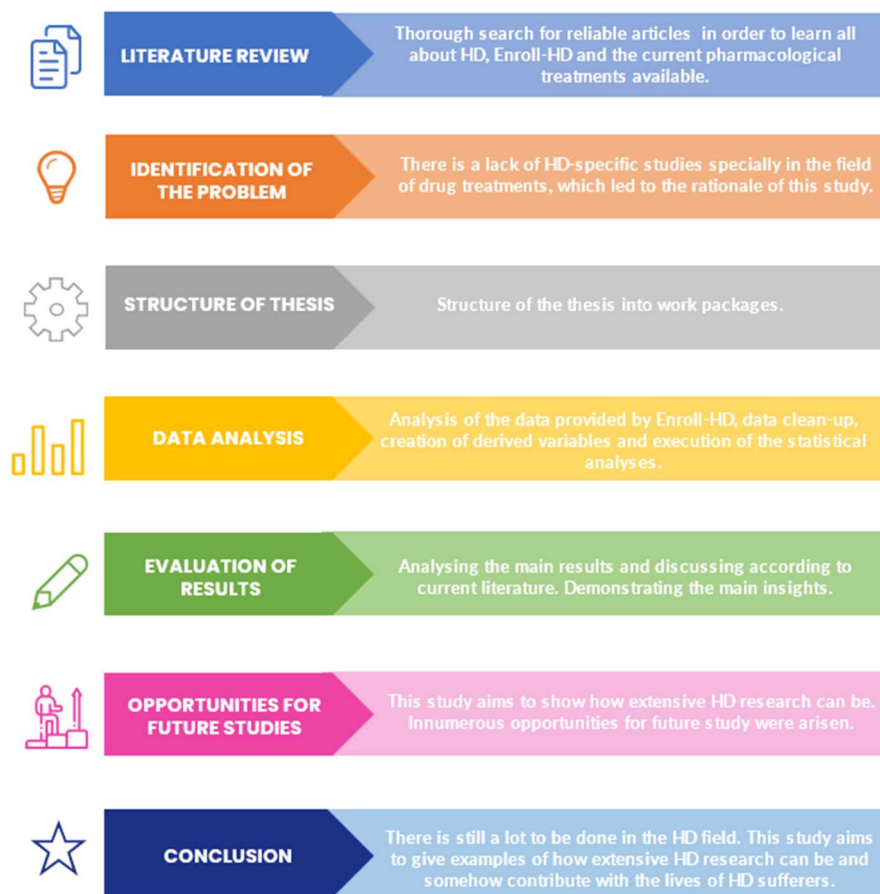 LITERATURE REVIEW
Thorough search for reliable articles in order to learn all
about HD, Enroll-HD and the current pharmacological
treatments available.
IDENTIFICATION OF
THE PROBLEM
There is a lack of HD-specific studies specially in the field
of drug treatments, which led to the rationale of this study.
STRUCTURE OF THESIS
Structure of the thesis into work packages.
DATA ANALYSIS
Analysis of the data provided by Enroll-HD, data clean-up,
creation of derived variables and execution of the statistical
analyses.
EVALUATION OF
RESULTS
Analysing the main results and discussing according to
current literature. Demonstrating the main insights.
OPPORTUNITIES FOR
FUTURE STUDIES
This study aims to show how extensive HD research can be.
Innumerous opportunities for future study were arisen.
CONCLUSION
There is still a lot to be done in the HD field. This study aims
to give examples of how extensive HD research can be and
somehow contribute with the lives of HD sufferers.